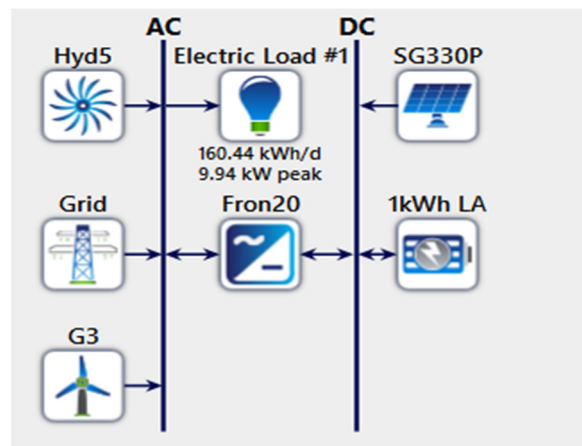 AC DC
Hyd5 Electric Load #1 SG330P
160.44 kWh/d
9.94 kW peak
Grid Fron20 1kWh LA
G3